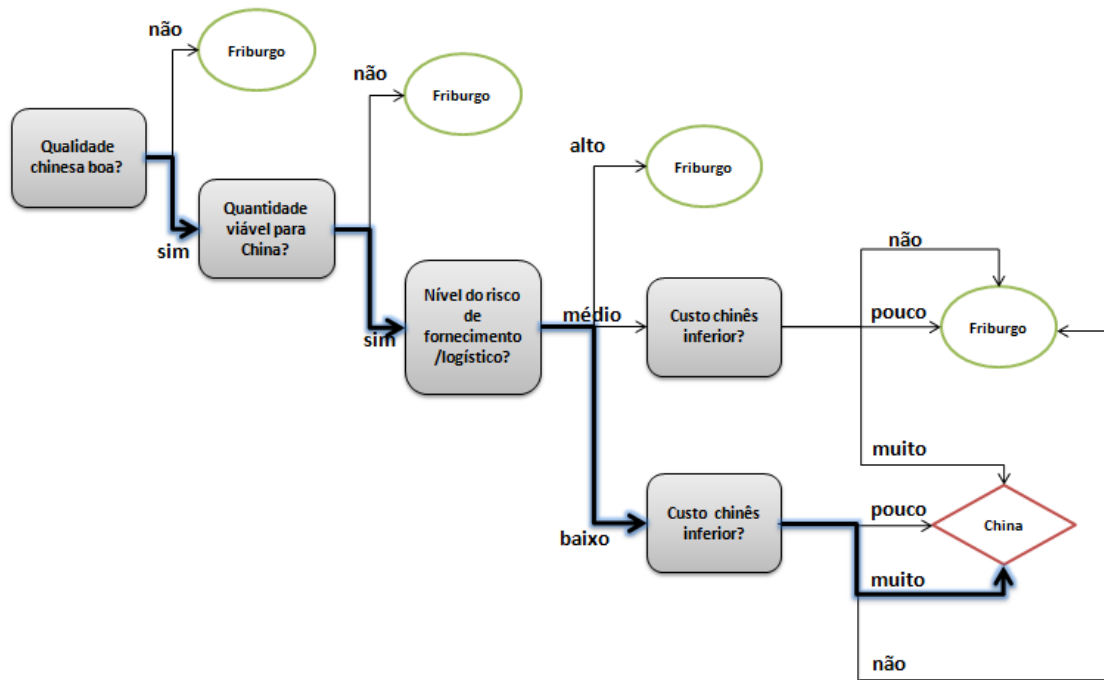 não
Friburgo
não
Friburgo
Qualidade
chinesa boa?
alto
Friburgo
sim
Quantidade
viável para
China?
não
sim
Nível do risco
de
fornecimento
/logístico?
médio
Custo chinês
inferior?
pouco
Friburgo
muito
baixo
Custo chinês
inferior?
pouco
China
muito
não